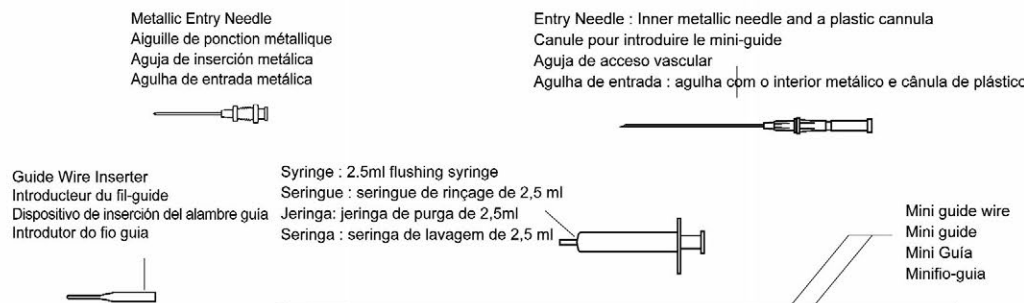 Metallic Entry Needle
Aiguille de ponction métallique
Aguja de inserción metálica
Agulha de entrada metálica
Entry Needle : Inner metallic needle and a plastic cannula
Canule pour introduire le mini-guide
Aguja de acceso vascular
Agulha de entrada : agulha com o interior metálico e cânula de plástico
Guide Wire Inserter
Introducteur du fil-guide
Dispositivo de inserción del alambre guía
Introdutor do fio guia
Syringe : 2.5ml flushing syringe
Seringue : seringue de rinçage de 2,5 ml
Jeringa: jeringa de purga de 2,5ml
Seringa : seringa de lavagem de 2,5 ml
Mini guide wire
Mini guide
Mini Guía
Minifio-guia